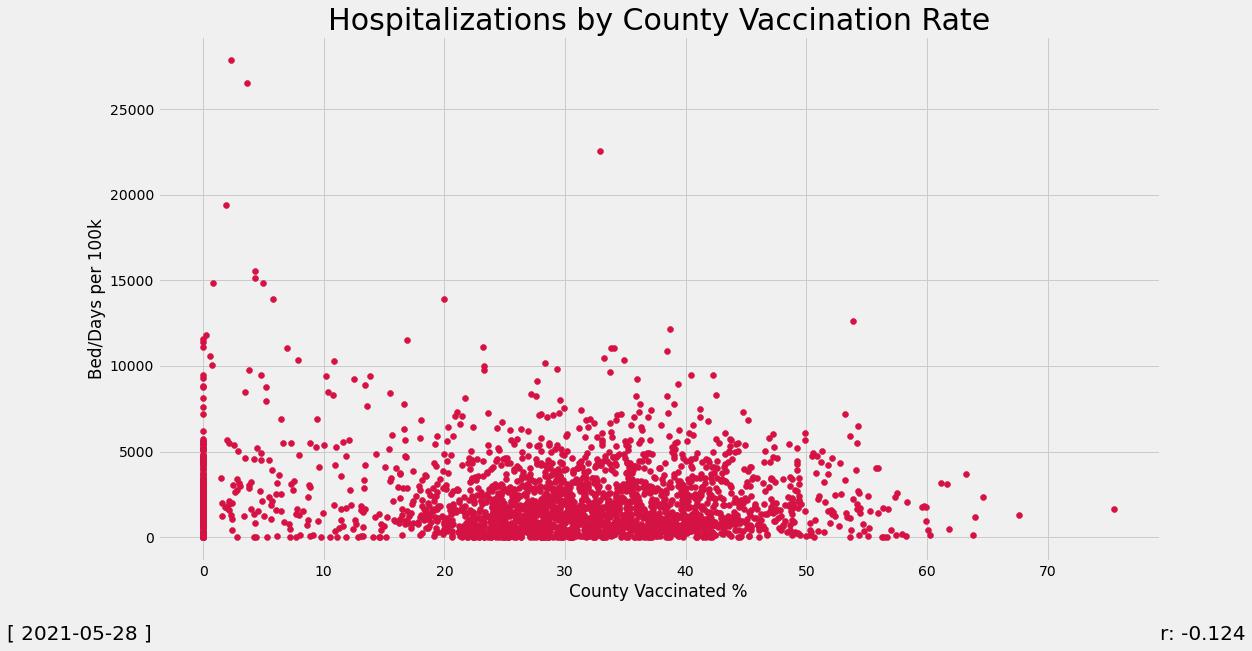 Hospitalizations by County Vaccination Rate
25000
20000
15000
10000
5000
0
Bed/Days per 100k
0 10 20 30 40 50 60 70
County Vaccinated %
[ 2021-05-28 ]
r: -0.124